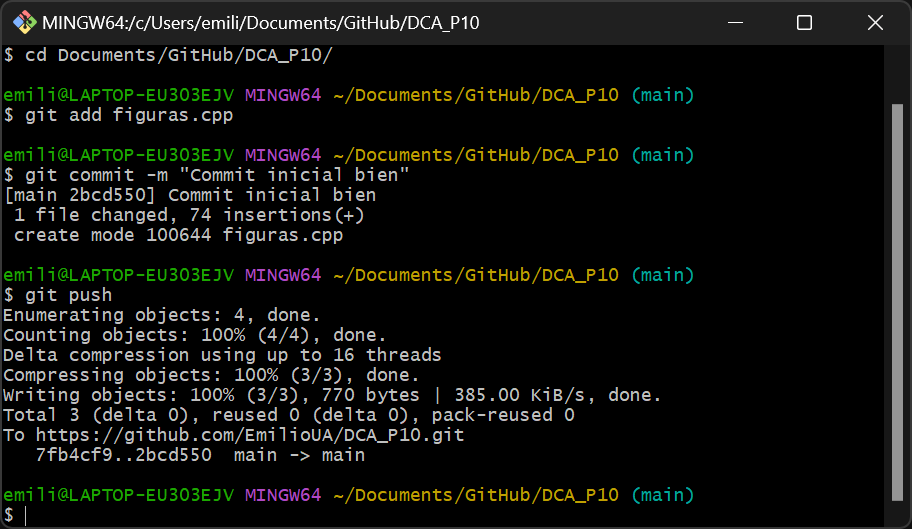 MINGW64:/c/Users/emili/Documents/GitHub/DCA_P10
$ cd Documents/GitHub/DCA_P10/
emili@LAPTOP-EU303EJV MINGW64 ~/Documents/GitHub/DCA_P10 (main)
$ git add figuras.cpp
emili@LAPTOP-EU303EJV MINGW64 ~/Documents/GitHub/DCA_P10 (main)
$ git commit -m "Commit inicial bien"
[main 2bcd550] Commit inicial bien
 1 file changed, 74 insertions(+)
 create mode 100644 figuras.cpp
emili@LAPTOP-EU303EJV MINGW64 ~/Documents/GitHub/DCA_P10 (main)
$ git push
Enumerating objects: 4, done.
Counting objects: 100% (4/4), done.
Delta compression using up to 16 threads
Compressing objects: 100% (3/3), done.
Writing objects: 100% (3/3), 770 bytes | 385.00 KiB/s, done.
Total 3 (delta 0), reused 0 (delta 0), pack-reused 0
To https://github.com/EmilioUA/DCA_P10.git
   7fb4cf9..2bcd550  main -> main
emili@LAPTOP-EU303EJV MINGW64 ~/Documents/GitHub/DCA_P10 (main)
$